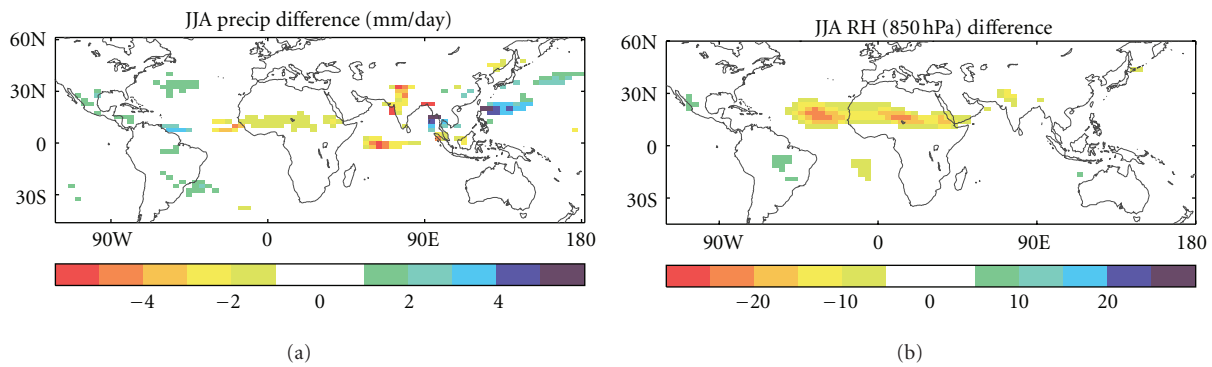 JJA precip difference (mm/day)
60N
30N
0
30S
90W
0
90E
180
−4
−2
0
2
4
(a)
JJA RH (850 hPa) difference
60N
30N
0
30S
90W
0
90E
180
−20
−10
0
10
20
(b)